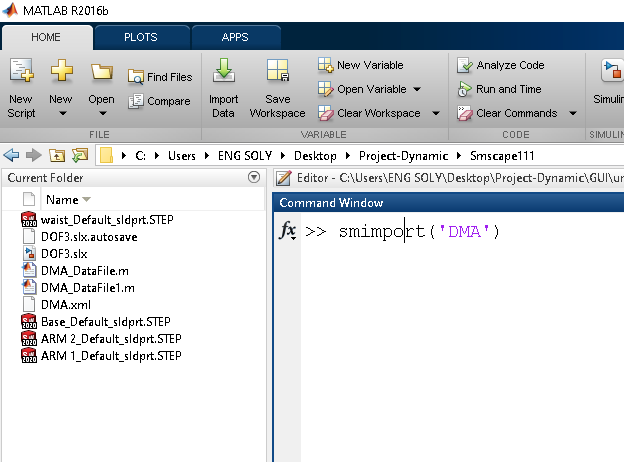 MATLAB R2016b
HOME PLOTS APPS
New Script
New
Open
Find Files
Compare
Import Data
Save Workspace
New Variable
Open Variable
Clear Workspace
Analyze Code
Run and Time
Clear Commands
FILE VARIABLE CODE
C: Users ENG SOLY Desktop Project-Dynamic Smscape111
Current Folder
Name
waist_Default_sldprt.STEP
DOF3.slx.autosave
DOF3.slx
DMA_DataFile.m
DMA_DataFile1.m
DMA.xml
Base_Default_sldprt.STEP
ARM 2_Default_sldprt.STEP
ARM 1_Default_sldprt.STEP
Editor - C:\Users\ENG SOLY\Desktop\Project-Dynamic\GUI\
Command Window
fx >> smimport('DMA')